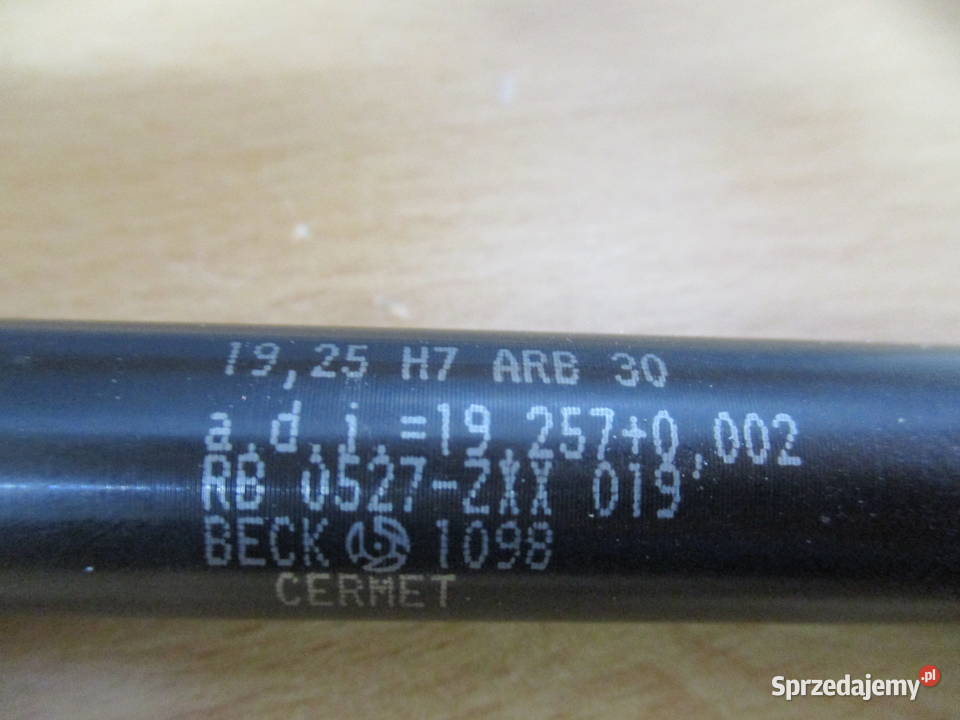 19,25 H7 ARB 30
a.d.i.=19,257+0,002
RB 0527-ZXX 019
BECK 1098
CERMET
Sprzedajemy.pl